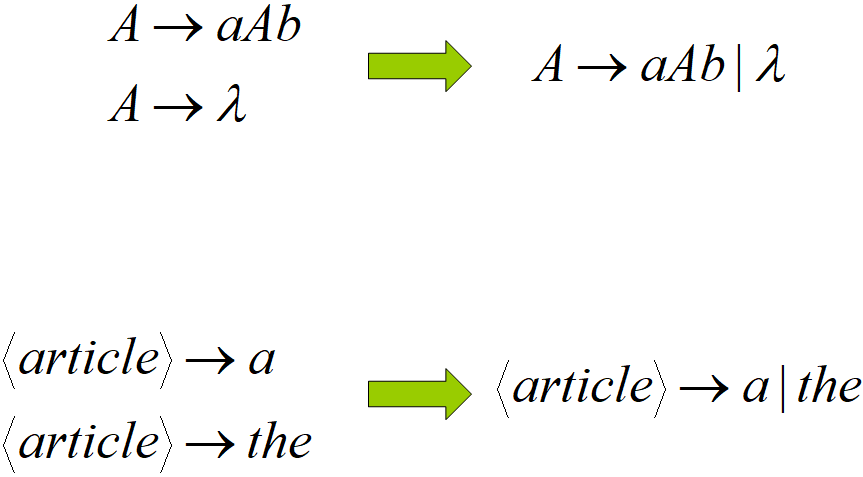 A → aAb
A → λ
A → aAb | λ
⟨article⟩ → a
⟨article⟩ → the
⟨article⟩ → a | the